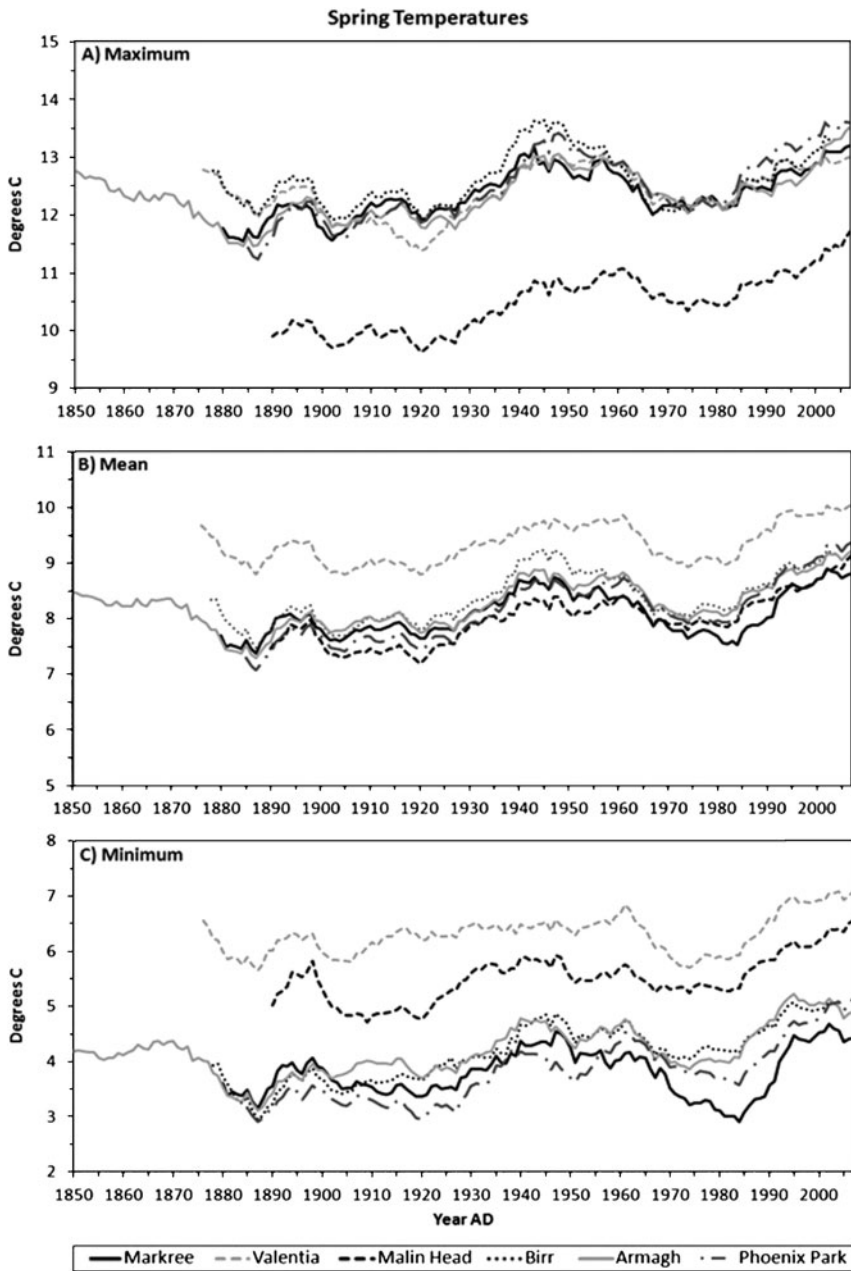 Spring Temperatures
A) Maximum
Degrees C
15
14
13
12
11
10
9
1850 1860 1870 1880 1890 1900 1910 1920 1930 1940 1950 1960 1970 1980 1990 2000
B) Mean
Degrees C
11
10
9
8
7
6
5
1850 1860 1870 1880 1890 1900 1910 1920 1930 1940 1950 1960 1970 1980 1990 2000
C) Minimum
Degrees C
8
7
6
5
4
3
2
1850 1860 1870 1880 1890 1900 1910 1920 1930 1940 1950 1960 1970 1980 1990 2000
Year AD
Markree Valentia Malin Head Birr Armagh Phoenix Park